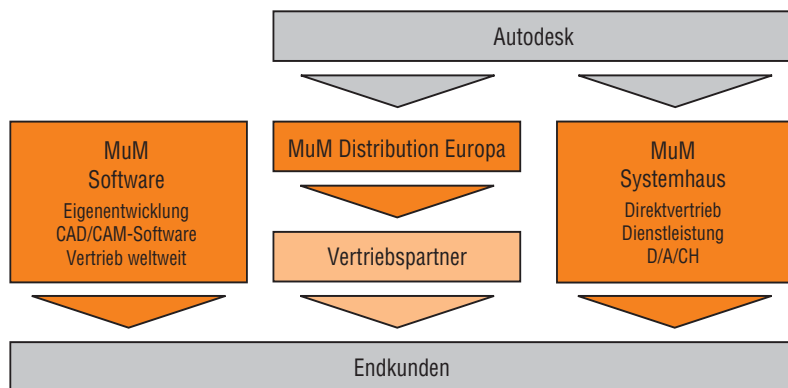 Autodesk
MuM
Software
Eigenentwicklung
CAD/CAM-Software
Vertrieb weltweit
MuM Distribution Europa
Vertriebspartner
MuM
Systemhaus
Direktvertrieb
Dienstleistung
D/A/CH
Endkunden